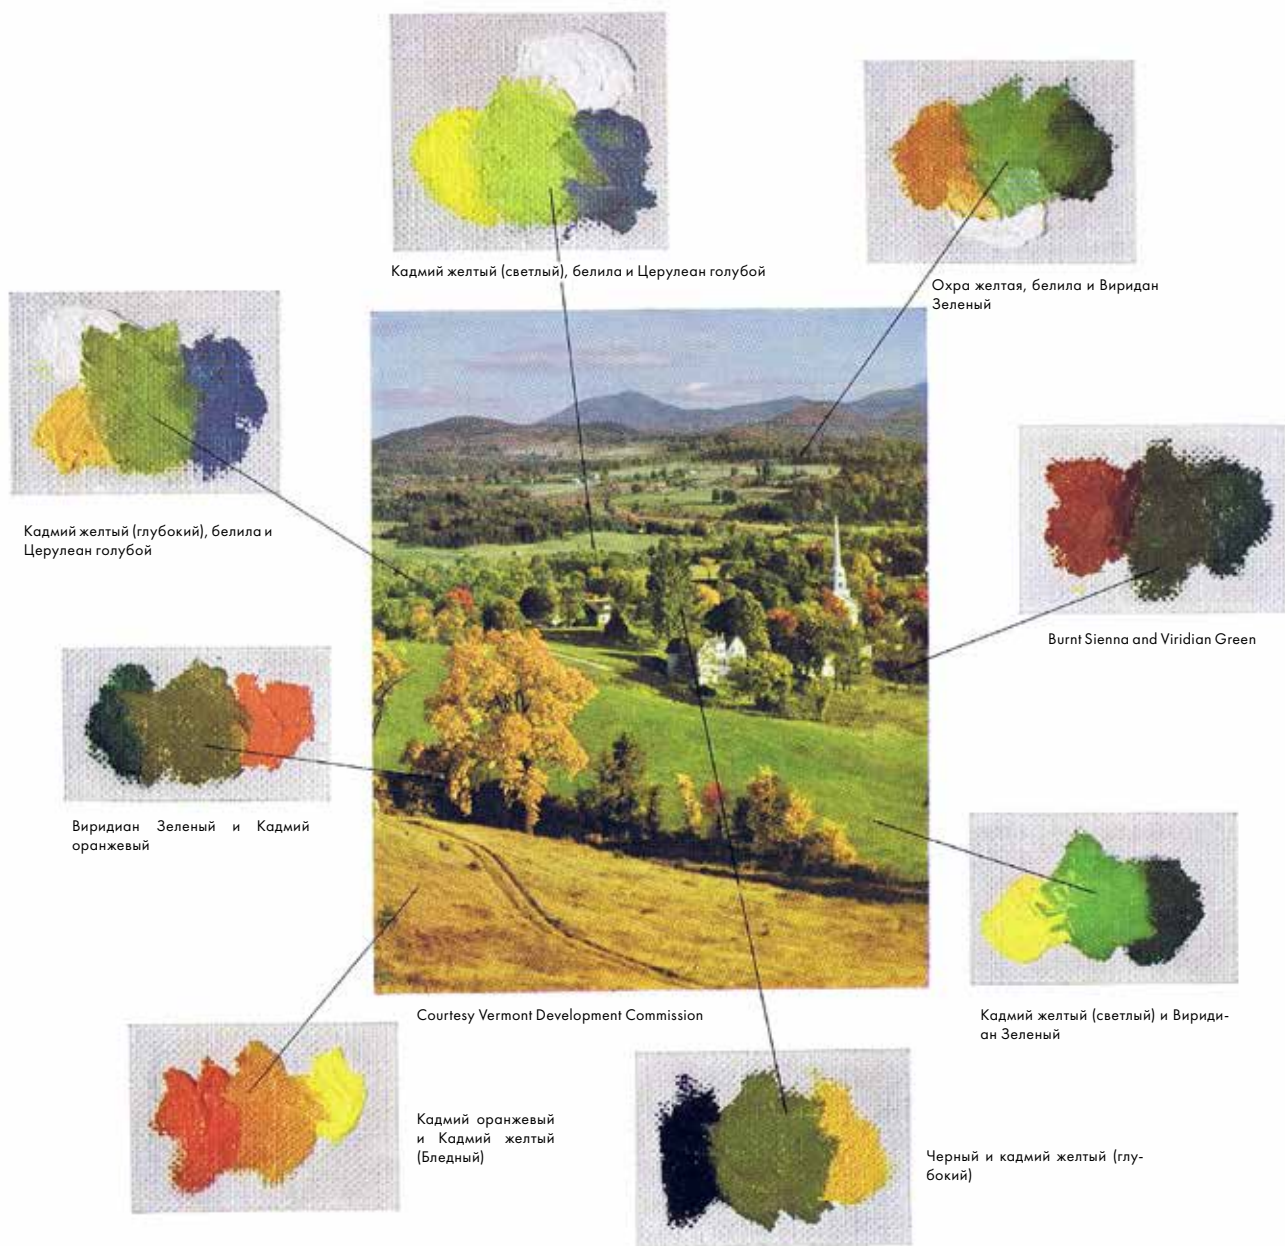 Кадмий желтый (светлый), белила и Церулеан голубой
Охра желтая, белила и Виридан
Зеленый
Кадмий желтый (глубокий), белила и
Церулеан голубой
Burnt Sienna and Viridian Green
Виридиан Зеленый и Кадмий
оранжевый
Courtesy Vermont Development Commission
Кадмий желтый (светлый) и Вириди-
ан Зеленый
Кадмий оранжевый
и Кадмий желтый
(Бледный)
Черный и кадмий желтый (глу-
бокий)